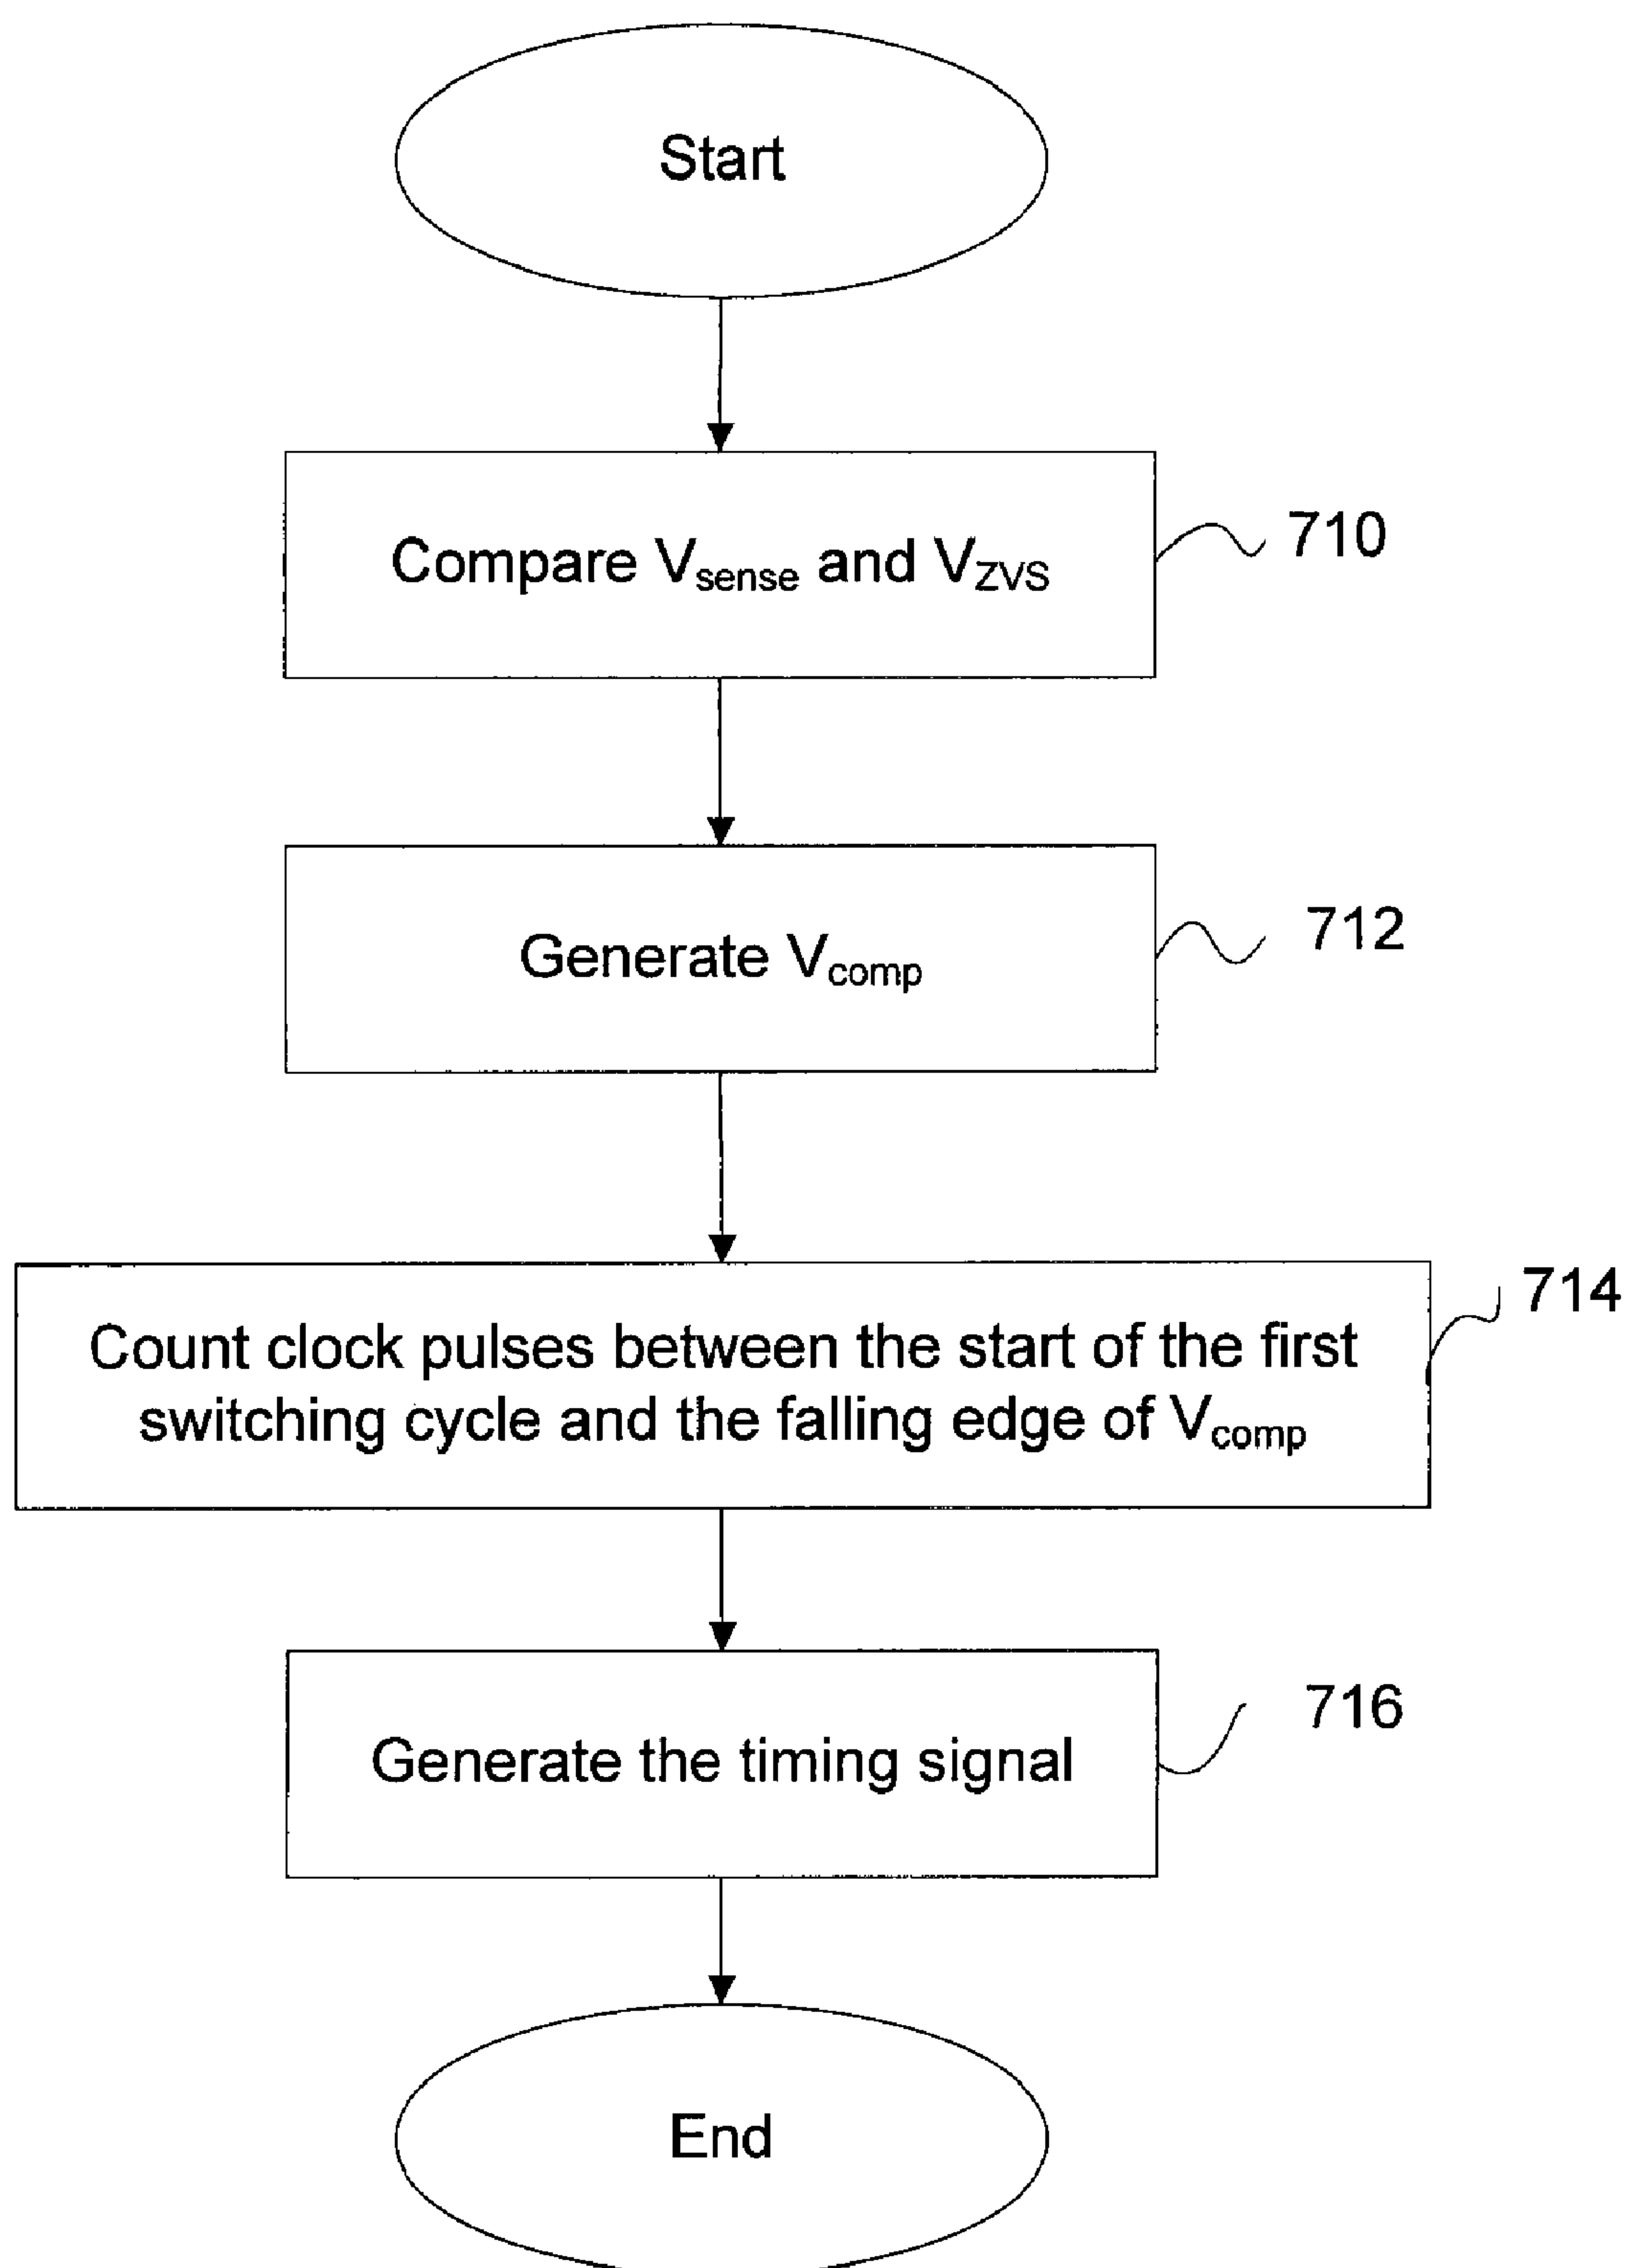 Start
Compare Vsense and VZVS
710
Generate Vcomp
712
Count clock pulses between the start of the first
switching cycle and the falling edge of Vcomp
714
Generate the timing signal
716
End